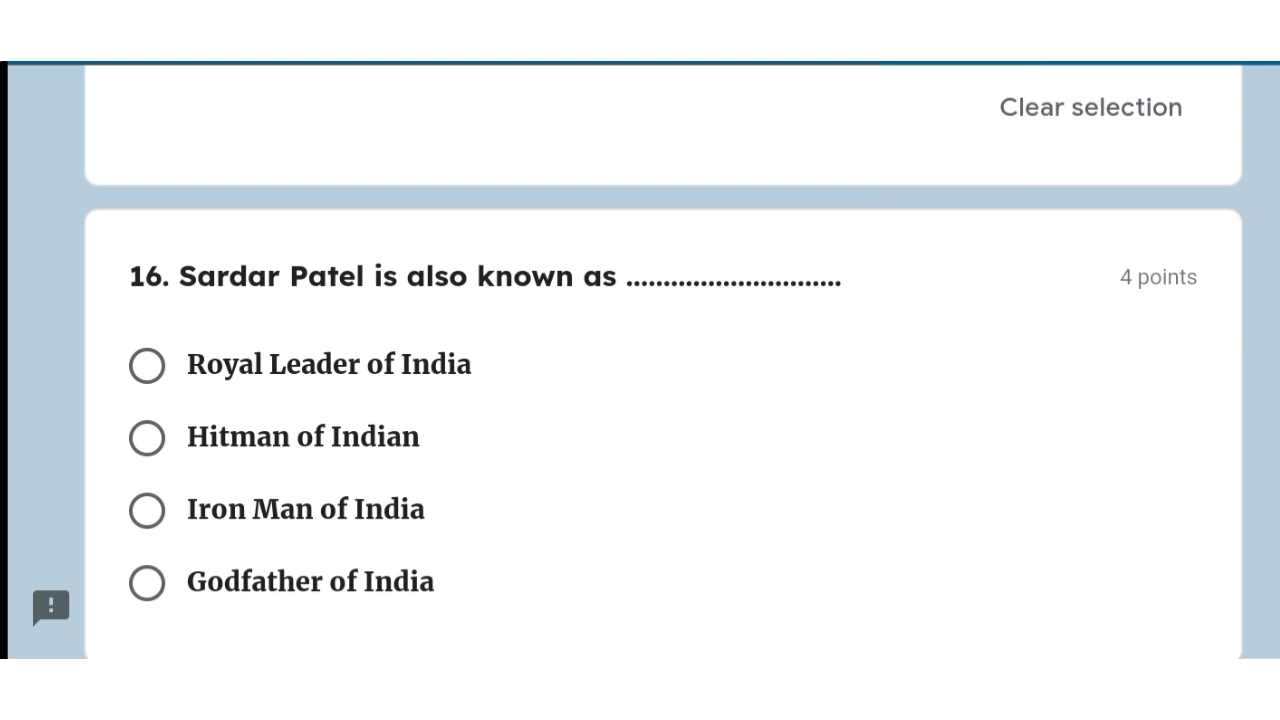 Clear selection
16. Sardar Patel is also known as .............................
4 points
Royal Leader of India
Hitman of Indian
Iron Man of India
Godfather of India